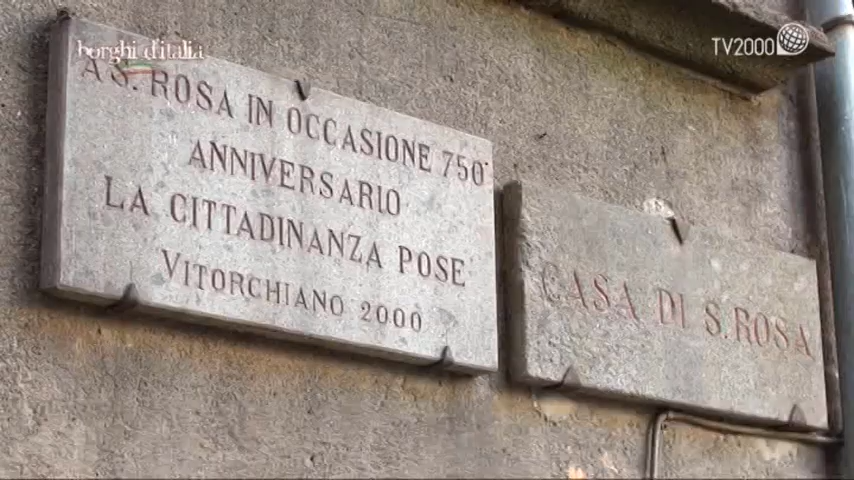 borghi d'italia
TV2000
A S. ROSA IN OCCASIONE 750°
ANNIVERSARIO
LA CITTADINANZA POSE
VITORCHIANO 2000
CASA DI S. ROSA